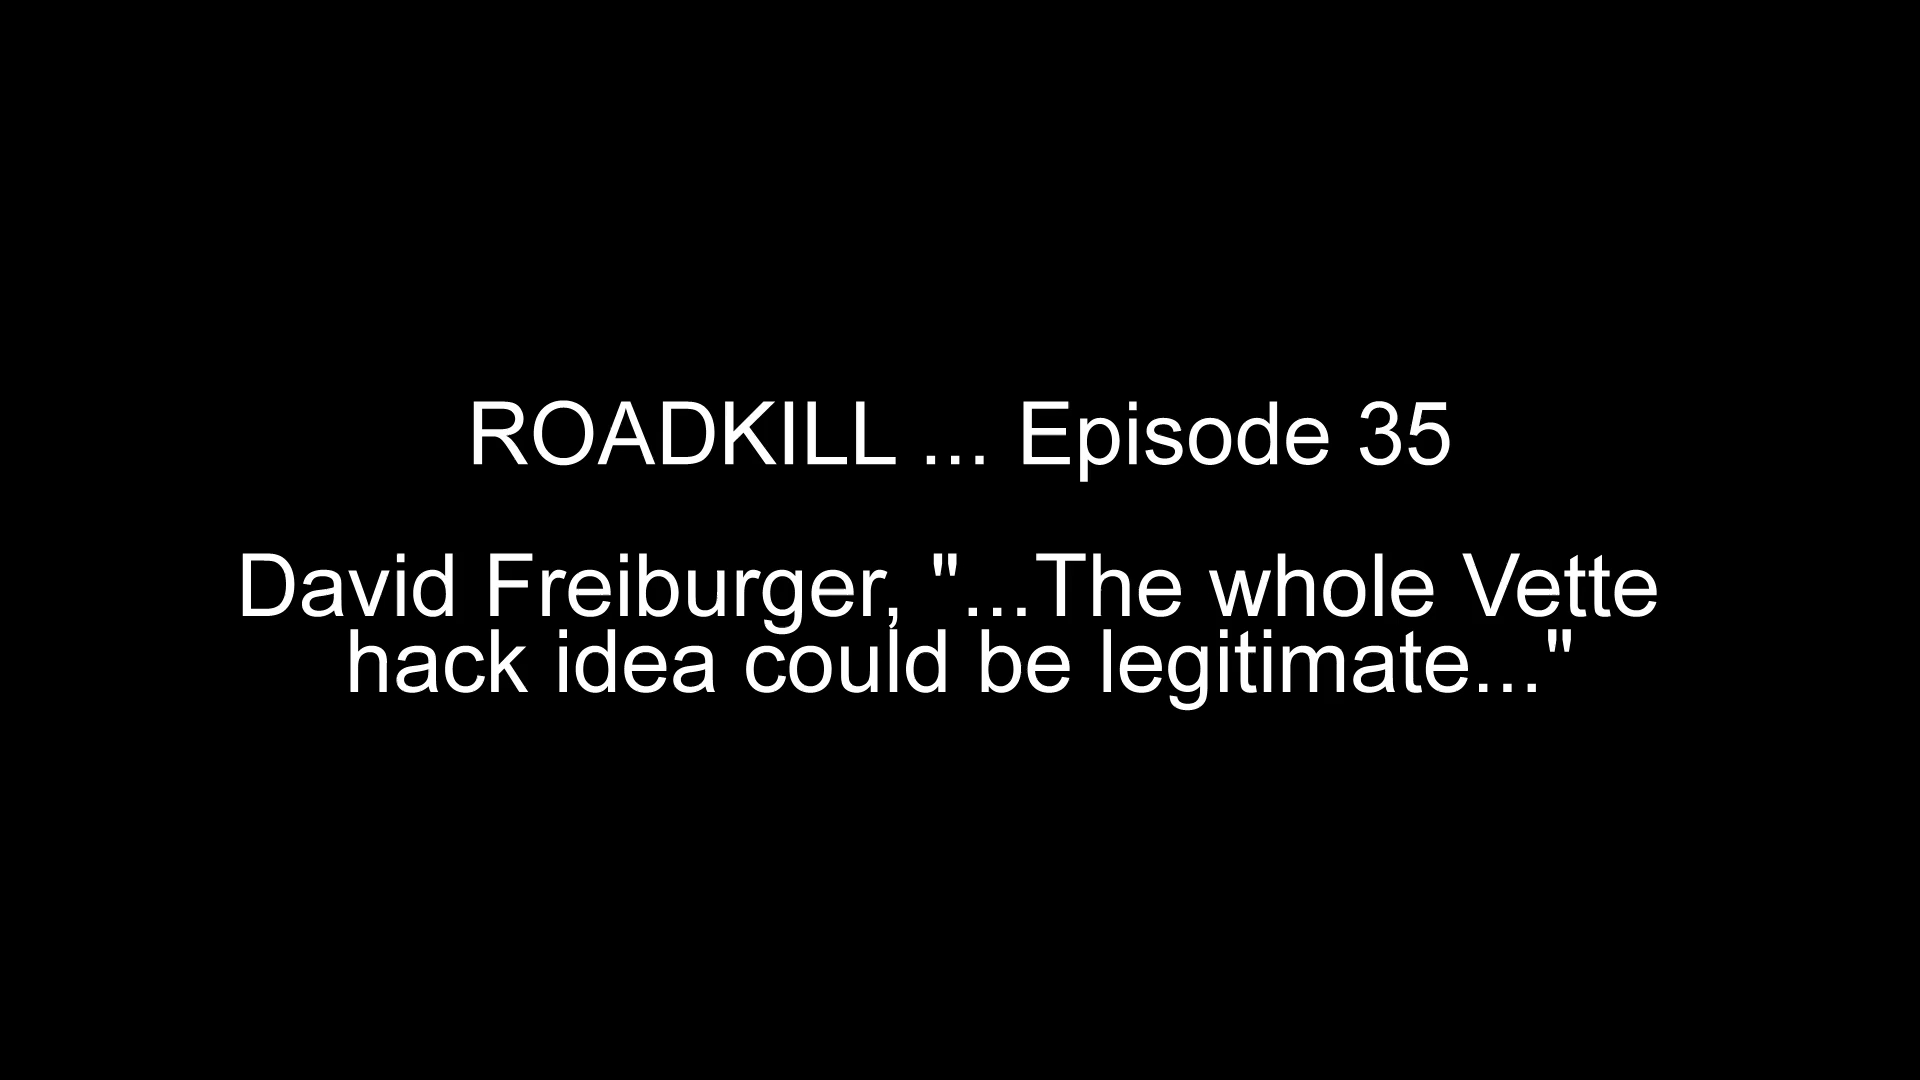 ROADKILL ... Episode 35
David Freiburger, "...The whole Vette
hack idea could be legitimate..."